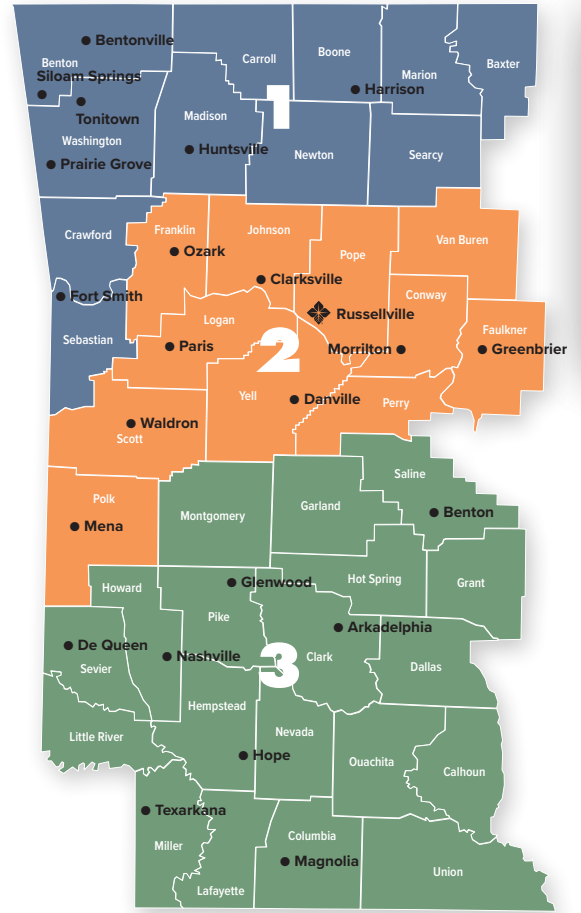 Bentonville
Benton
Siloam Springs
Tonitown
Washington
Prairie Grove
Carroll
Boone
Marion
Baxter
Harrison
Madison
1
Huntsville
Newton
Searcy
Crawford
Fort Smith
Sebastian
Franklin
Johnson
Pope
Van Buren
Ozark
Clarksville
Conway
Logan
Russellville
Faulkner
Paris
2
Morrilton
Greenbrier
Yell
Danville
Perry
Waldron
Scott
Polk
Mena
Saline
Montgomery
Garland
Benton
Howard
Glenwood
Hot Spring
Grant
Pike
Arkadelphia
De Queen
Nashville
3
Clark
Dallas
Sevier
Hempstead
Little River
Nevada
Hope
Ouachita
Calhoun
Texarkana
Columbia
Miller
Magnolia
Union
Lafayette